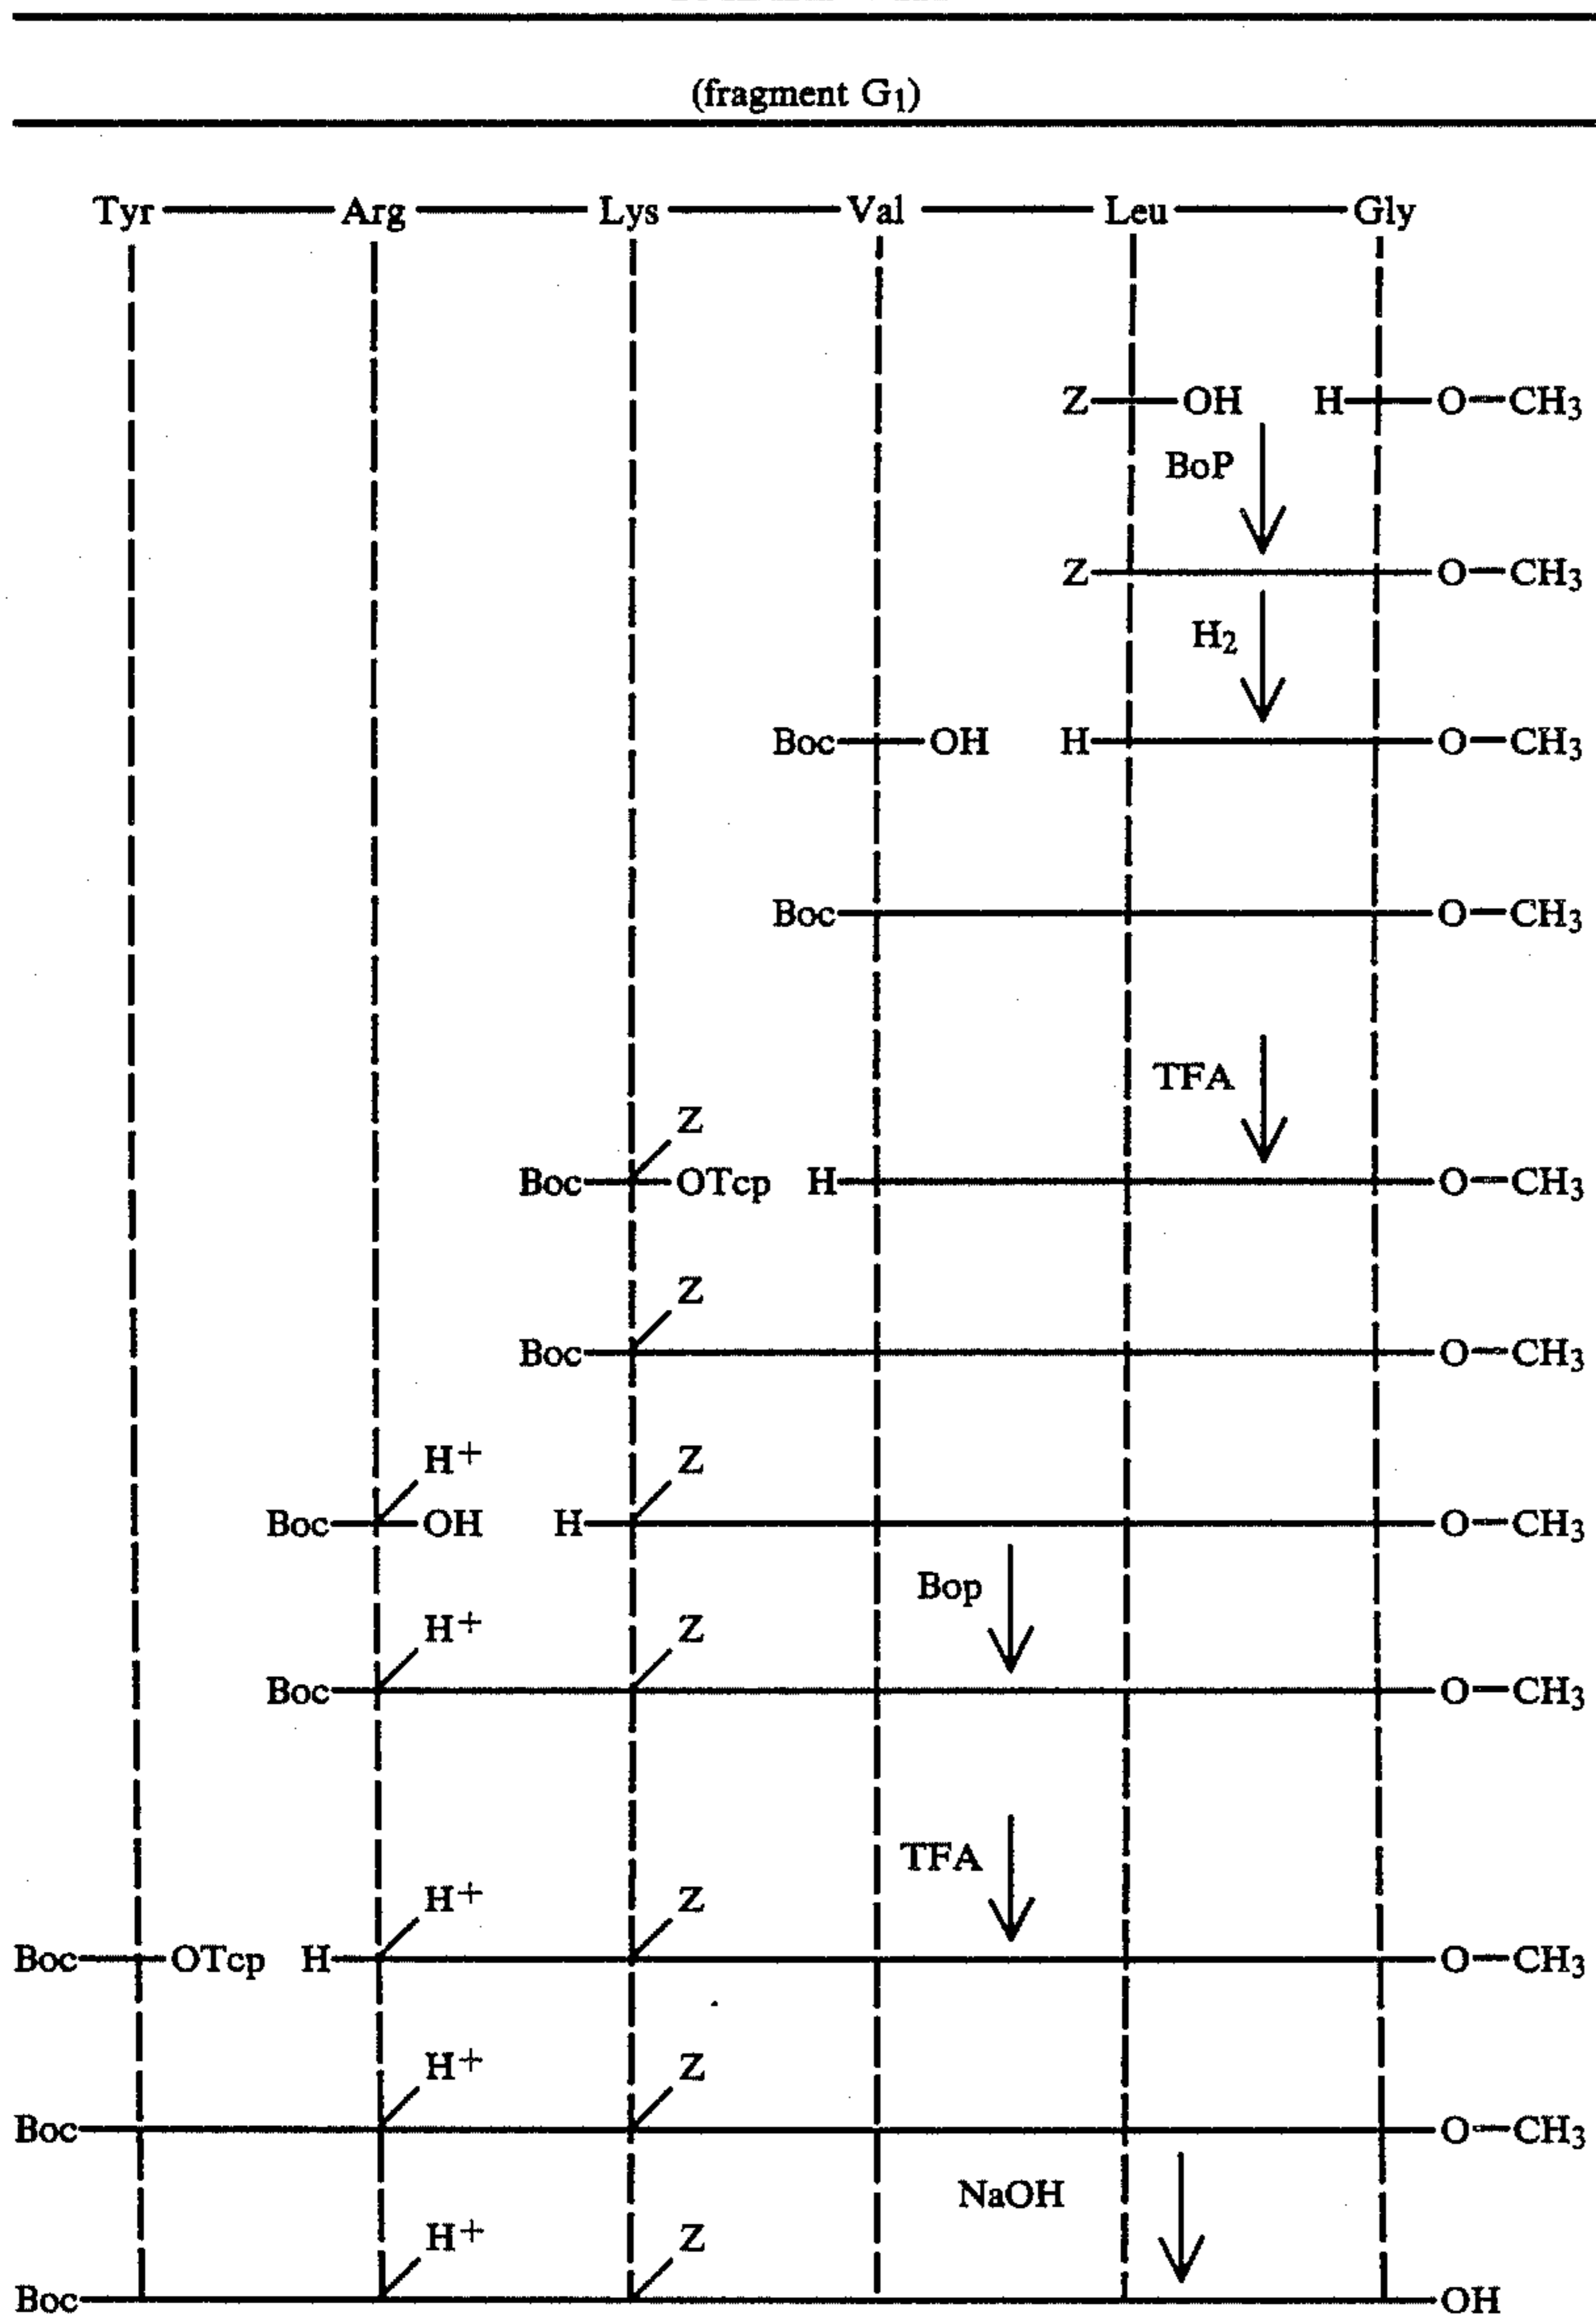 (fragment G1)
Tyr Arg Lys Val Leu Gly
Z OH H O—CH3
BoP
Z O—CH3
H2
Boc OH H O—CH3
Boc O—CH3
TFA
Z
Boc OTcp H O—CH3
Z
Boc O—CH3
H+ Z
Boc OH H O—CH3
Bop
H+ Z
Boc O—CH3
TFA
H+ Z
Boc OTcp H O—CH3
H+ Z
Boc O—CH3
NaOH
H+ Z
Boc OH